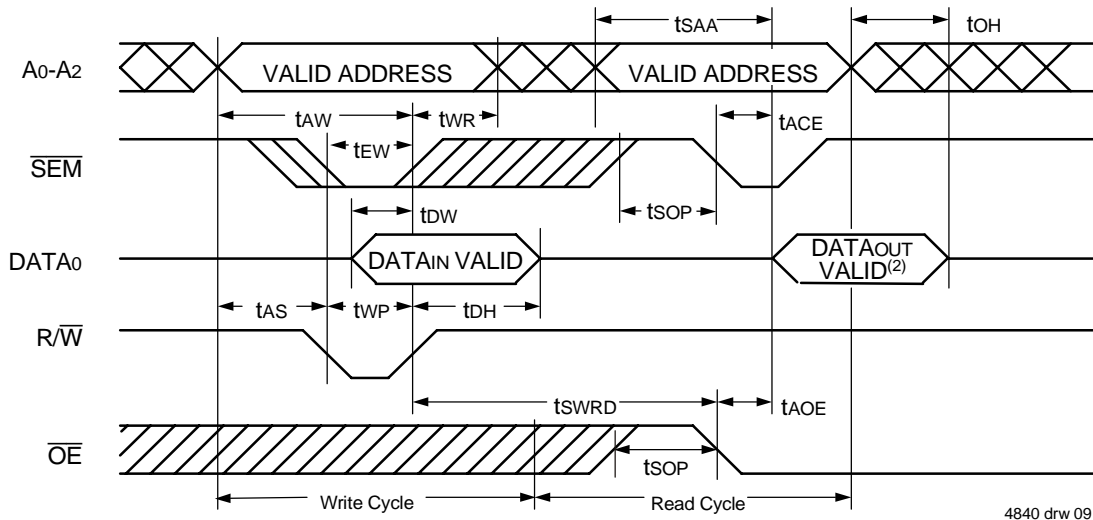 tSAA
tOH
A0-A2
VALID ADDRESS
VALID ADDRESS
tAW
tWR
tACE
tEW
SEM
tSOP
tDW
DATA0
DATAIN VALID
DATAOUT
VALID(2)
tAS
tWP
tDH
R/W
tSWRD
tAOE
OE
tSOP
Write Cycle
Read Cycle
4840 drw 09